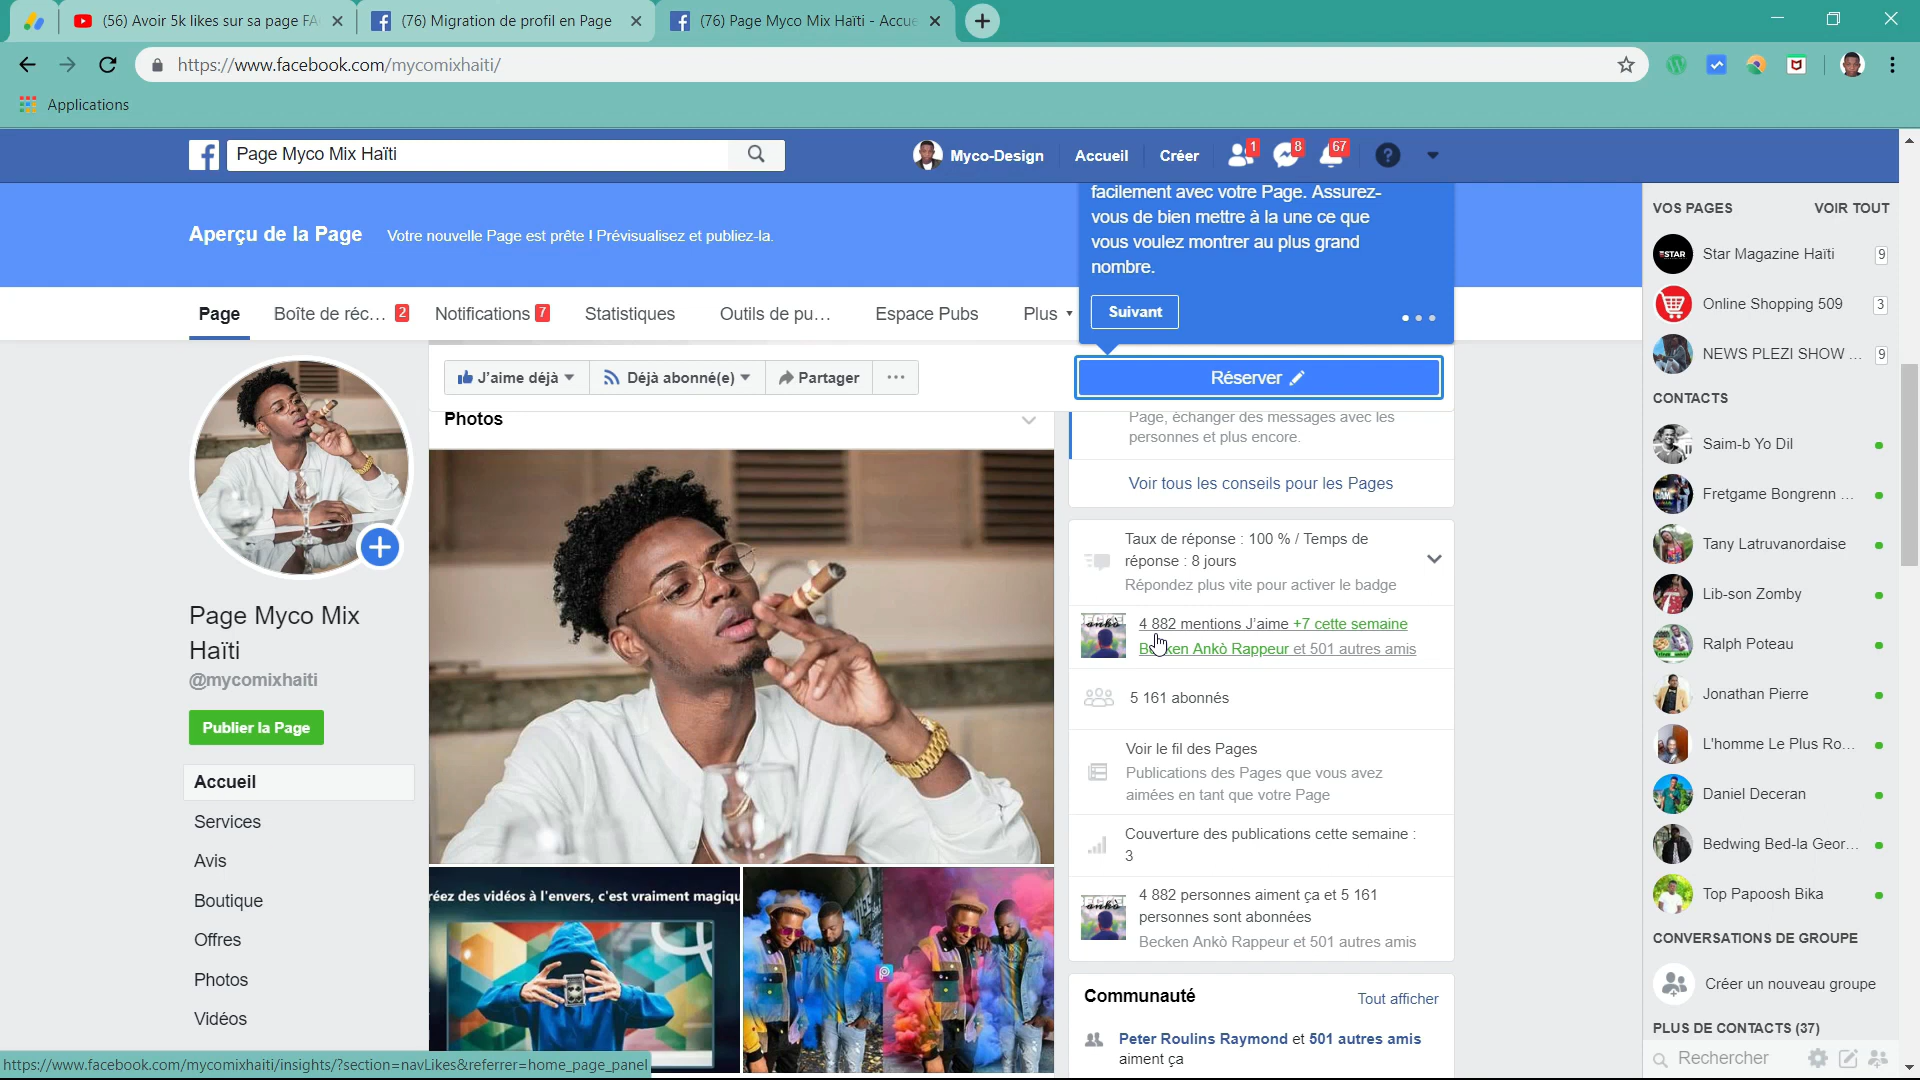 (56) Avoir 5k likes sur sa page FA
(76) Migration de profil en Page
(76) Page Myco Mix Haïti - Accue
https://www.facebook.com/mycomixhaiti/
Applications
Page Myco Mix Haïti
Myco-Design
Accueil
Créer
1
8
67
Aperçu de la Page
Votre nouvelle Page est prête ! Prévisualisez et publiez-la.
facilement avec votre Page. Assurez-
vous de bien mettre à la une ce que
vous voulez montrer au plus grand
nombre.
Suivant
Page
Boîte de réc... 2
Notifications 7
Statistiques
Outils de pu...
Espace Pubs
Plus
J'aime déjà
Déjà abonné(e)
Partager
Réserver
Page Myco Mix
Haïti
@mycomixhaiti
Publier la Page
Accueil
Services
Avis
Boutique
Offres
Photos
Vidéos
Photos
réez des vidéos à l'envers, c'est vraiment magiqu
Page, échanger des messages avec les
personnes et plus encore.
Voir tous les conseils pour les Pages
Taux de réponse : 100 % / Temps de
réponse : 8 jours
Répondez plus vite pour activer le badge
ankò
4 882 mentions J'aime +7 cette semaine
Becken Ankò Rappeur et 501 autres amis
5 161 abonnés
Voir le fil des Pages
Publications des Pages que vous avez
aimées en tant que votre Page
Couverture des publications cette semaine :
3
ankò
4 882 personnes aiment ça et 5 161
personnes sont abonnées
Becken Ankò Rappeur et 501 autres amis
Communauté
Tout afficher
Peter Roulins Raymond et 501 autres amis
aiment ça
VOS PAGES
VOIR TOUT
STAR
Star Magazine Haïti
9
Online Shopping 509
3
NEWS PLEZI SHOW ...
9
CONTACTS
Saim-b Yo Dil
Fretgame Bongrenn ...
Tany Latruvanordaise
Lib-son Zomby
Ralph Poteau
Jonathan Pierre
L'homme Le Plus Ro...
Daniel Deceran
Bedwing Bed-la Geor...
Top Papoosh Bika
CONVERSATIONS DE GROUPE
Créer un nouveau groupe
PLUS DE CONTACTS (37)
Rechercher
https://www.facebook.com/mycomixhaiti/insights/?section=navLikes&referrer=home_page_panel